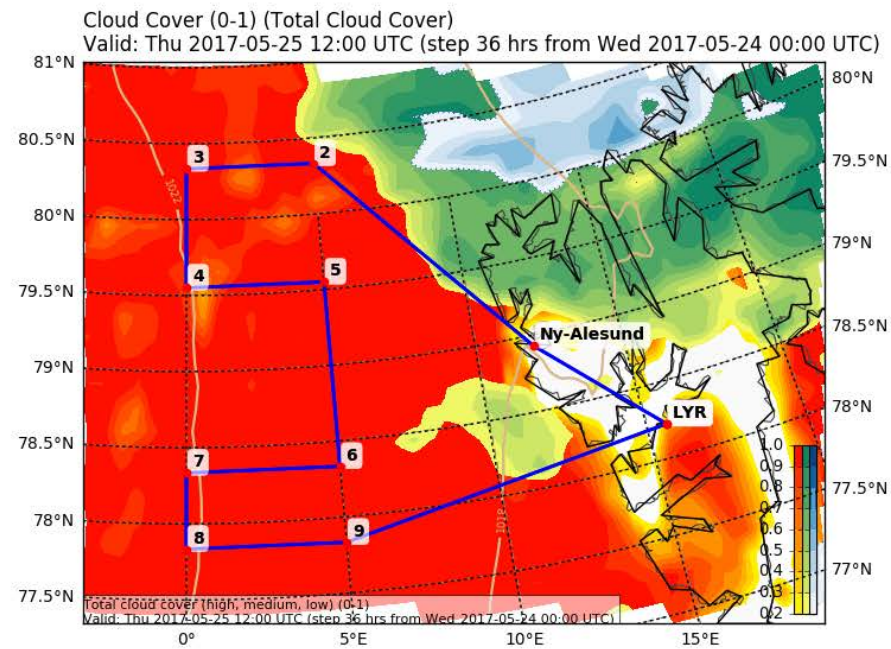 Cloud Cover (0-1) (Total Cloud Cover)
Valid: Thu 2017-05-25 12:00 UTC (step 36 hrs from Wed 2017-05-24 00:00 UTC)
81°N
80°N
80.5°N
3
2
79.5°N
1022
80°N
79°N
4
5
79.5°N
78.5°N
Ny-Alesund
79°N
78°N
LYR
78.5°N
7
6
1.0
0.9
0.8
0.7
0.6
0.5
0.4
0.3
0.2
77.5°N
78°N
8
9
1018
77°N
77.5°N
Total cloud cover (high, medium, low) (0-1)
Valid: Thu 2017-05-25 12:00 UTC (step 36 hrs from Wed 2017-05-24 00:00 UTC)
0°
5°E
10°E
15°E